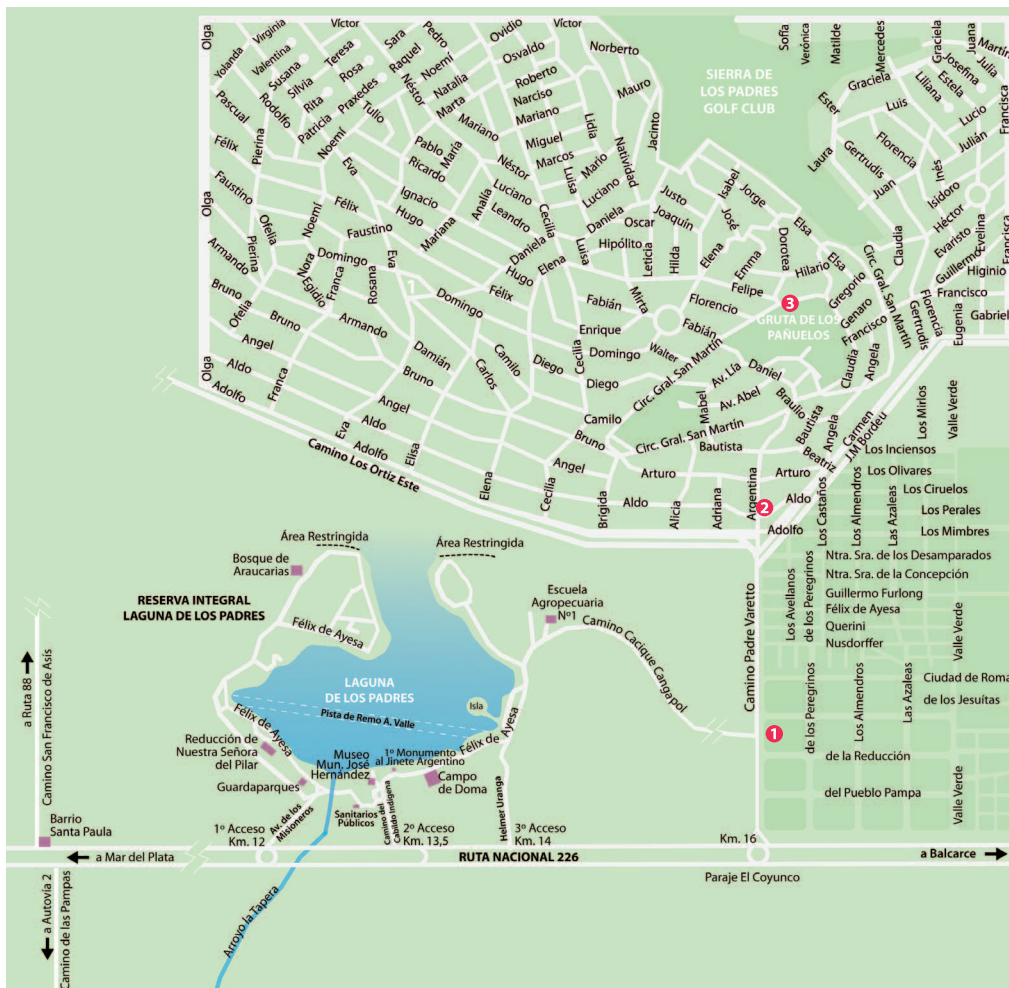 Olga
Yolanda
Virginia
Valentina
Susana
Silvia
Rita
Patricia
Víctor
Teresa
Rosa
Praxedes
Tulio
Sara
Raquel
Néstor
Pedro
Noemí
Natalia
Marta
Mariano
Ovidio
Osvaldo
Roberto
Narciso
Mariano
Miguel
Marcos
Víctor
Norberto
Mauro
Jacinto
Lidia
Natividad
Mario
Luciano
Luisa
SIERRA DE
LOS PADRES
GOLF CLUB
Sofía
Verónica
Matilde
Mercedes
Graciela
Juana
Martín
Julia
Josefina
Estela
Liliana
Graciela
Ester
Luis
Lucio
Julián
Francisca
Laura
Gertrudis
Florencia
Juan
Inés
Isidoro
Héctor
Evaristo
Evelina
Guillermo
Higinio
Francisca
Francisco
Gabriel
Eugenia
Florencia
Gertrudis
Claudia
Circ. Gral. San Martín
Pascual
Rodolfo
Félix
Pierina
Noemí
Eva
Pablo
María
Ricardo
Néstor
Ignacio
Hugo
Mariana
Analía
Luciano
Leandro
Cecilia
Daniela
Daniela
Olga
Faustino
Ofelia
Noemí
Félix
Faustino
Eva
Armando
Pierina
Nora
Egidio
Domingo
Franca
Rosana
1
Bruno
Ofelia
Bruno
Armando
Domingo
Félix
Hugo
Elena
Luisa
Oscar
Hipólito
Leticia
Hilda
Justo
Joaquín
Isabel
Jorge
José
Elena
Emma
Dorotea
Elsa
Hilario
Elsa
Gregorio
Genaro
Francisco
Felipe
Florencio
Mirta
Fabián
Fabián
3
GRUTA DE LOS
PAÑUELOS
Claudia
Angela
Angel
Aldo
Adolfo
Olga
Franca
Damián
Bruno
Carlos
Camilo
Diego
Enrique
Cecilia
Domingo
Walter
Diego
Circ. Gral. San Martín
Av. Lía
Mabel
Av. Abel
Daniel
Braulio
Bautista
Angela
Beatriz
Carmen
J.M Bordeu
Camilo
Bruno
Circ. Gral. San Martín
Bautista
Angel
Aldo
Adolfo
Eva
Elisa
Elena
Cecilia
Angel
Brígida
Aldo
Arturo
Alicia
Adriana
Argentina
Arturo
Aldo
2
Adolfo
Camino Los Ortiz Este
Los Mirlos
Valle Verde
Los Inciensos
Los Olivares
Los Ciruelos
Los Perales
Los Mimbres
Los Castaños
Los Almendros
Las Azaleas
Ntra. Sra. de los Desamparados
Ntra. Sra. de la Concepción
Guillermo Furlong
Félix de Ayesa
Querini
Nusdorffer
Los Avellanos
de los Peregrinos
Valle Verde
Camino Padre Varetto
Ciudad de Roma
de los Jesuítas
de los Peregrinos
Los Almendros
Las Azaleas
1
de la Reducción
del Pueblo Pampa
Valle Verde
Área Restringida
Área Restringida
Bosque de
Araucarias
RESERVA INTEGRAL
LAGUNA DE LOS PADRES
Félix de Ayesa
Escuela
Agropecuaria
Nº1
Camino Cacique Cangapol
LAGUNA
DE LOS PADRES
Pista de Remo A. Valle
Isla
Félix de Ayesa
Félix de Ayesa
Reducción de
Nuestra Señora
del Pilar
Guardaparques
Museo
Mun. José
Hernández
1º Monumento
al Jinete Argentino
Campo
de Doma
Sanitarios
Públicos
Camino del
Cabildo Indígena
Av. de los
Misioneros
Helmer Uranga
a Ruta 88
Camino San Francisco de Asís
Barrio
Santa Paula
1º Acceso
Km. 12
2º Acceso
Km. 13,5
3º Acceso
Km. 14
Km. 16
a Mar del Plata
RUTA NACIONAL 226
a Balcarce
Paraje El Coyunco
a Autovía 2
Camino de las Pampas
Arroyo la Tapera